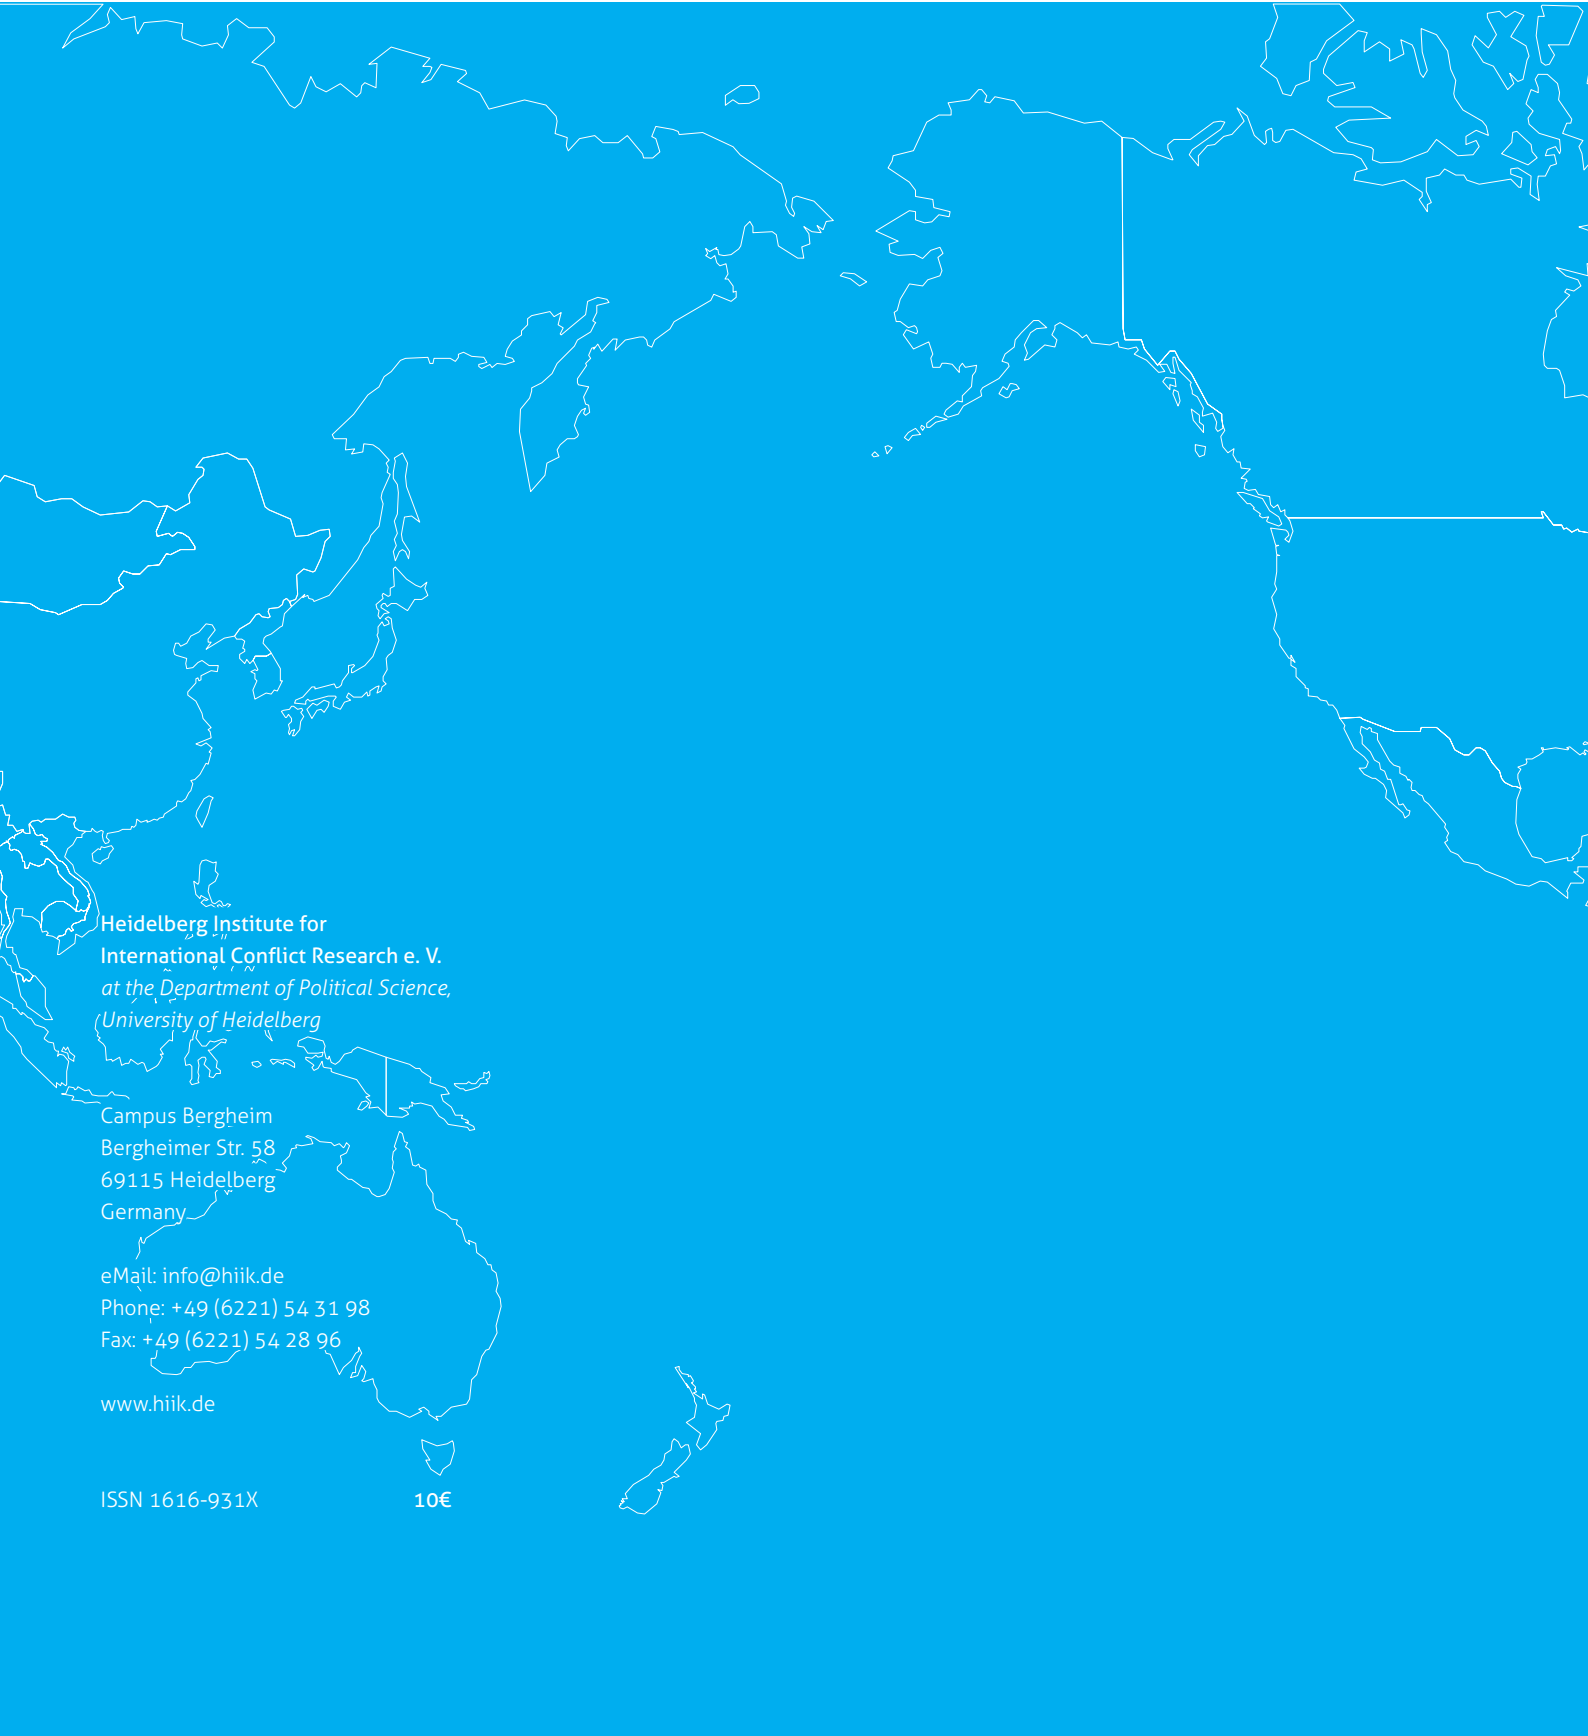 Heidelberg Institute for
International Conflict Research e. V.
at the Department of Political Science,
University of Heidelberg
Campus Bergheim
Bergheimer Str. 58
69115 Heidelberg
Germany
eMail: info@hiik.de
Phone: +49 (6221) 54 31 98
Fax: +49 (6221) 54 28 96
www.hiik.de
ISSN 1616-931X 10€